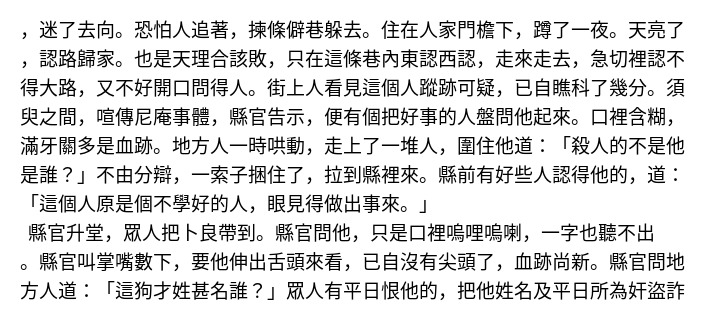 ，迷了去向。恐怕人追著，揀條僻巷躲去。住在人家門檐下，蹲了一夜。天亮了
，認路歸家。也是天理合該敗，只在這條巷內東認西認，走來走去，急切裡認不
得大路，又不好開口問得人。街上人看見這個人蹤跡可疑，已自瞧科了幾分。須
臾之間，喧傳尼庵事體，縣官告示，便有個把好事的人盤問他起來。口裡含糊，
滿牙關多是血跡。地方人一時哄動，走上了一堆人，圍住他道：「殺人的不是他
是誰？」不由分辯，一索子捆住了，拉到縣裡來。縣前有好些人認得他的，道：
「這個人原是個不學好的人，眼見得做出事來。」
縣官升堂，眾人把卜良帶到。縣官問他，只是口裡嗚哩嗚喇，一字也聽不出
。縣官叫掌嘴數下，要他伸出舌頭來看，已自沒有尖頭了，血跡尚新。縣官問地
方人道：「這狗才姓甚名誰？」眾人有平日恨他的，把他姓名及平日所為奸盜詐